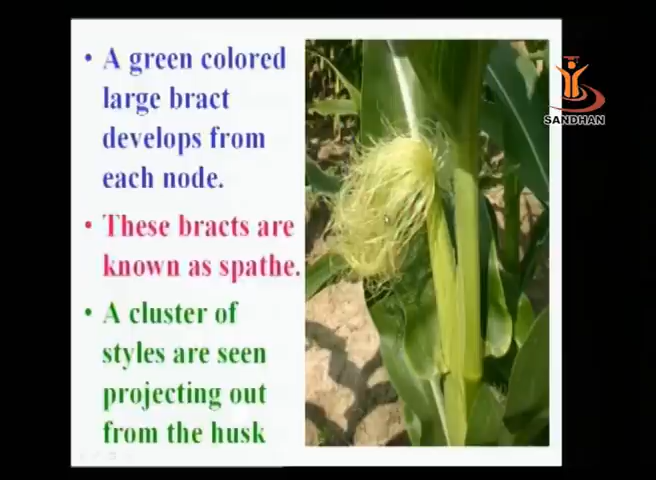 • A green colored
large bract
develops from
each node.
• These bracts are
known as spathe.
• A cluster of
styles are seen
projecting out
from the husk
SANDHAN